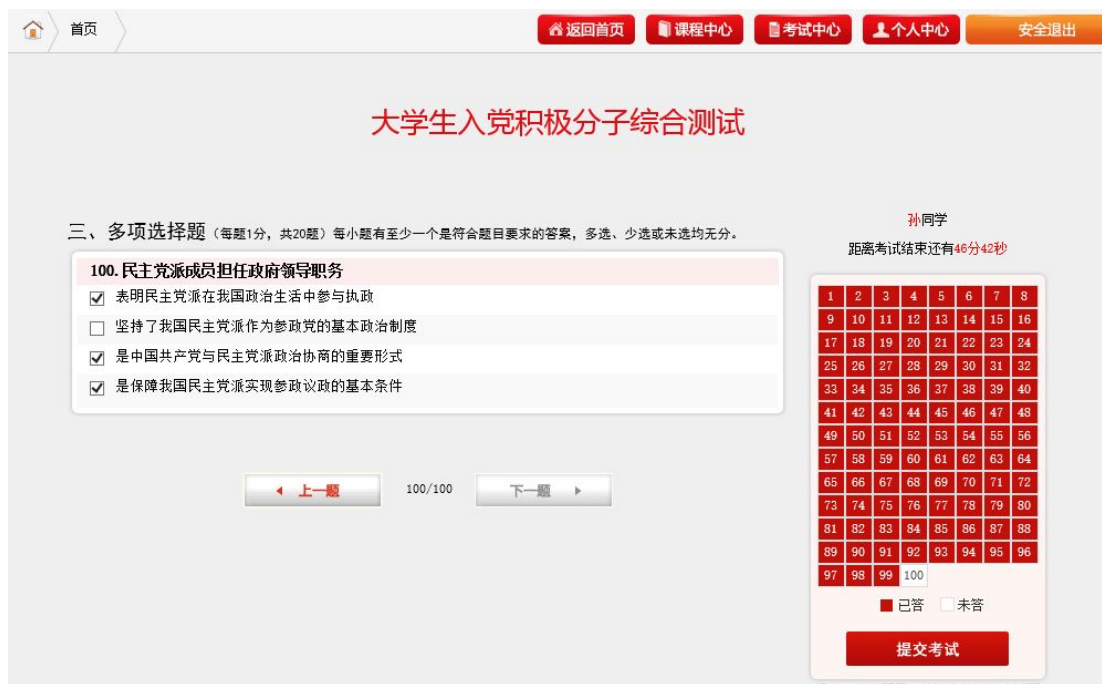 首页 返回首页 课程中心 考试中心 个人中心 安全退出
大学生入党积极分子综合测试
三、多项选择题（每题1分，共20题）每小题有至少一个是符合题目要求的答案，多选、少选或未选均无分。
孙同学
距离考试结束还有46分42秒
100. 民主党派成员担任政府领导职务
表明民主党派在我国政治生活中参与执政
坚持了我国民主党派作为参政党的基本政治制度
是中国共产党与民主党派政治协商的重要形式
是保障我国民主党派实现参政议政的基本条件
上一题 100/100 下一题
1 2 3 4 5 6 7 8
9 10 11 12 13 14 15 16
17 18 19 20 21 22 23 24
25 26 27 28 29 30 31 32
33 34 35 36 37 38 39 40
41 42 43 44 45 46 47 48
49 50 51 52 53 54 55 56
57 58 59 60 61 62 63 64
65 66 67 68 69 70 71 72
73 74 75 76 77 78 79 80
81 82 83 84 85 86 87 88
89 90 91 92 93 94 95 96
97 98 99 100
已答 未答
提交考试